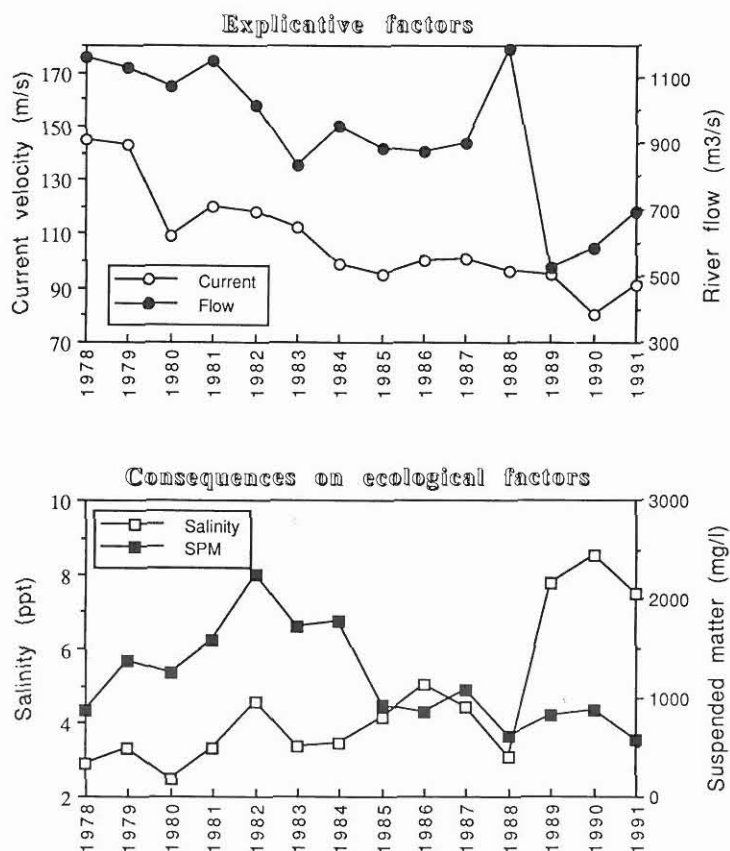 Explicative factors
Current velocity (m/s)
170
150
130
110
90
70
Current
Flow
1100
900
700
500
300
River flow (m3/s)
1978 1979 1980 1981 1982 1983 1984 1985 1986 1987 1988 1989 1990 1991
Consequences on ecological factors
Salinity (ppt)
10
8
6
4
2
Salinity
SPM
3000
2000
1000
0
Suspended matter (mg/l)
1978 1979 1980 1981 1982 1983 1984 1985 1986 1987 1988 1989 1990 1991